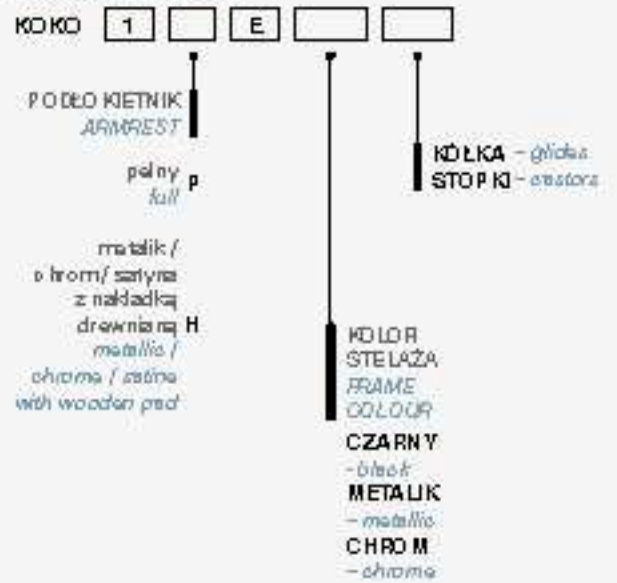 KOKO 1 E
PODŁOKIETNIK
ARMREST
pełny P
full
metalik /
chrom / satyna
z nakładką
drewnianą H
metallic /
chrome / satine
with wooden pad
KÓŁKA – glides
STOPKI – castors
KOLOR
STELAŻA
FRAME
COLOUR
CZARNY
– black
METALIK
– metallic
CHROM
– chrome